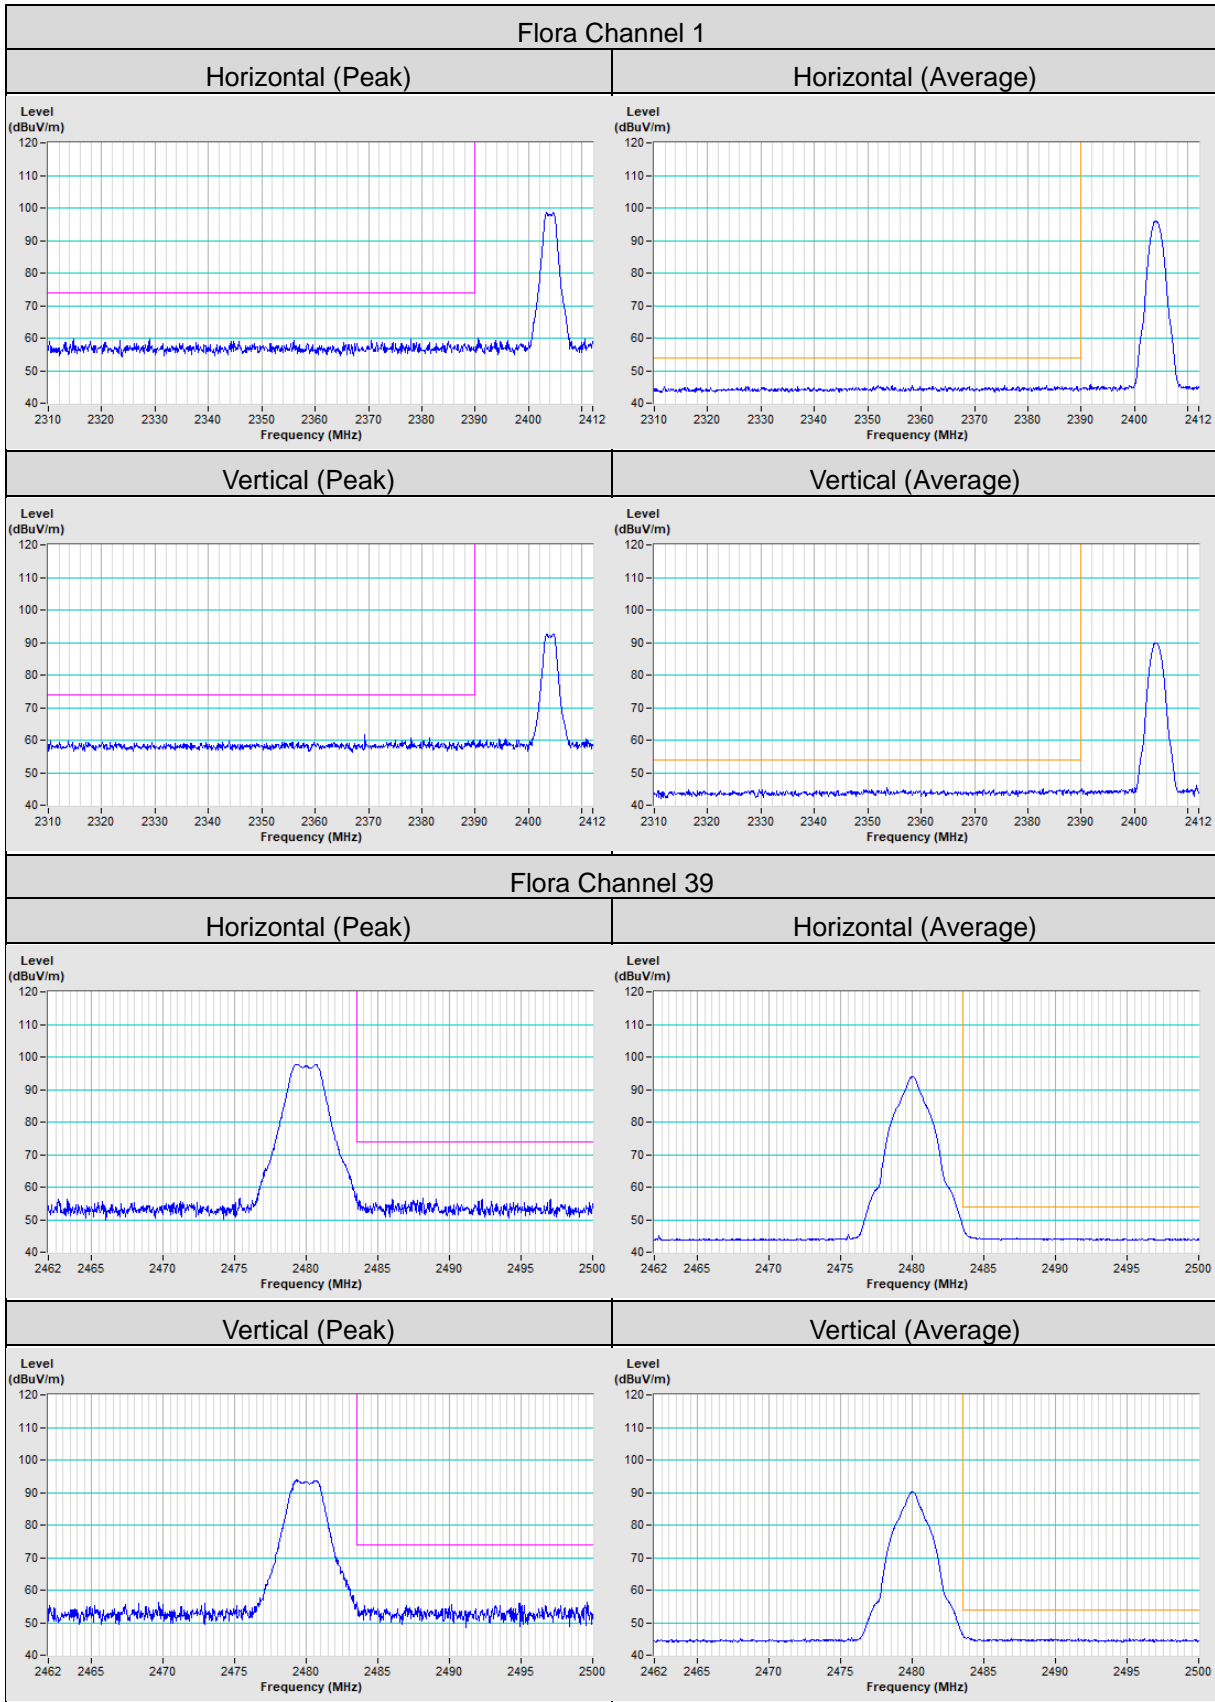 Flora Channel 1
Horizontal (Peak)
Horizontal (Average)
Level
(dBuV/m)
120
110
100
90
80
70
60
50
40
2310 2320 2330 2340 2350 2360 2370 2380 2390 2400 2412
Frequency (MHz)
Level
(dBuV/m)
120
110
100
90
80
70
60
50
40
2310 2320 2330 2340 2350 2360 2370 2380 2390 2400 2412
Frequency (MHz)
Vertical (Peak)
Vertical (Average)
Level
(dBuV/m)
120
110
100
90
80
70
60
50
40
2310 2320 2330 2340 2350 2360 2370 2380 2390 2400 2412
Frequency (MHz)
Level
(dBuV/m)
120
110
100
90
80
70
60
50
40
2310 2320 2330 2340 2350 2360 2370 2380 2390 2400 2412
Frequency (MHz)
Flora Channel 39
Horizontal (Peak)
Horizontal (Average)
Level
(dBuV/m)
120
110
100
90
80
70
60
50
40
2462 2465 2470 2475 2480 2485 2490 2495 2500
Frequency (MHz)
Level
(dBuV/m)
120
110
100
90
80
70
60
50
40
2462 2465 2470 2475 2480 2485 2490 2495 2500
Frequency (MHz)
Vertical (Peak)
Vertical (Average)
Level
(dBuV/m)
120
110
100
90
80
70
60
50
40
2462 2465 2470 2475 2480 2485 2490 2495 2500
Frequency (MHz)
Level
(dBuV/m)
120
110
100
90
80
70
60
50
40
2462 2465 2470 2475 2480 2485 2490 2495 2500
Frequency (MHz)